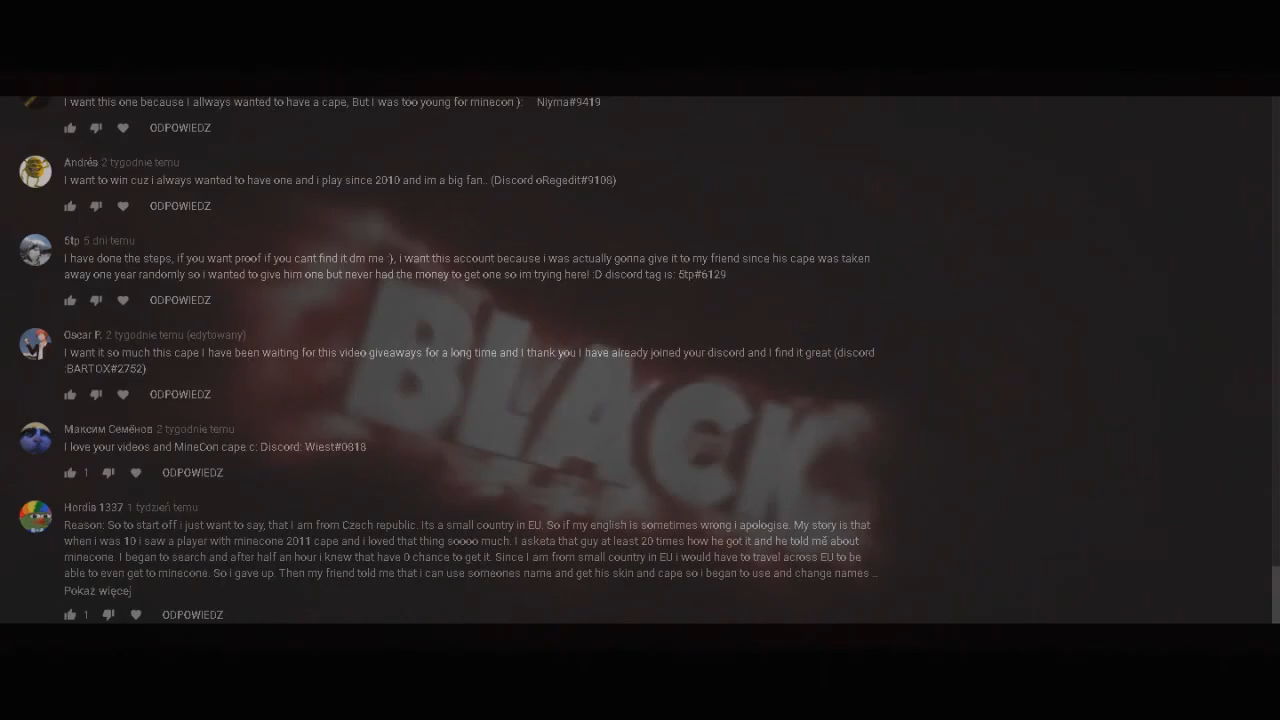 I want this one because I allways wanted to have a cape, But I was too young for minecon ): Niyma#9419
ODPOWIEDZ
Andrés 2 tygodnie temu
I want to win cuz i always wanted to have one and i play since 2010 and im a big fan.. (Discord oRegedit#9108)
ODPOWIEDZ
5tp 5 dni temu
I have done the steps, if you want proof if you cant find it dm me :), i want this account because i was actually gonna give it to my friend since his cape was taken
away one year randomly so i wanted to give him one but never had the money to get one so im trying here! :D discord tag is: 5tp#6129
ODPOWIEDZ
Oscar P. 2 tygodnie temu (edytowany)
I want it so much this cape I have been waiting for this video giveaways for a long time and I thank you I have already joined your discord and I find it great (discord
:BARTOX#2752)
ODPOWIEDZ
BLACK
Максим Семёнов 2 tygodnie temu
I love your videos and MineCon cape c: Discord: Wiest#0818
1 ODPOWIEDZ
Hordis 1337 1 tydzień temu
Reason: So to start off i just want to say, that I am from Czech republic. Its a small country in EU. So if my english is sometimes wrong i apologise. My story is that
when i was 10 i saw a player with minecone 2011 cape and i loved that thing soooo much. I asketa that guy at least 20 times how he got it and he told mě about
minecone. I began to search and after half an hour i knew that have 0 chance to get it. Since I am from small country in EU i would have to travel across EU to be
able to even get to minecone. So i gave up. Then my friend told me that i can use someones name and get his skin and cape so i began to use and change names ...
Pokaż więcej
1 ODPOWIEDZ